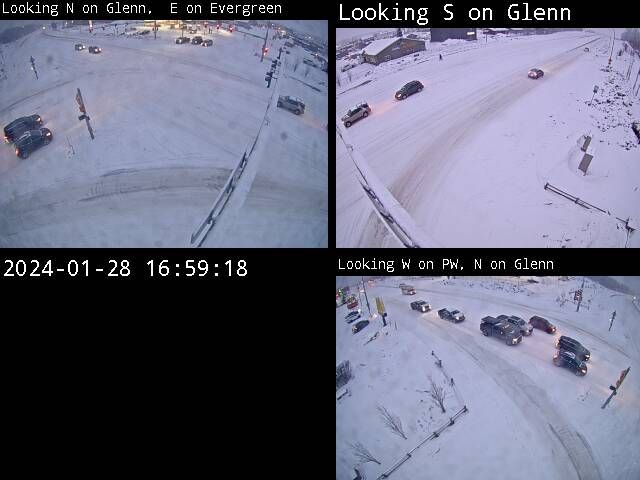 Looking N on Glenn,  E on Evergreen
Looking S on Glenn
2024-01-28 16:59:18
Looking W on PW, N on Glenn